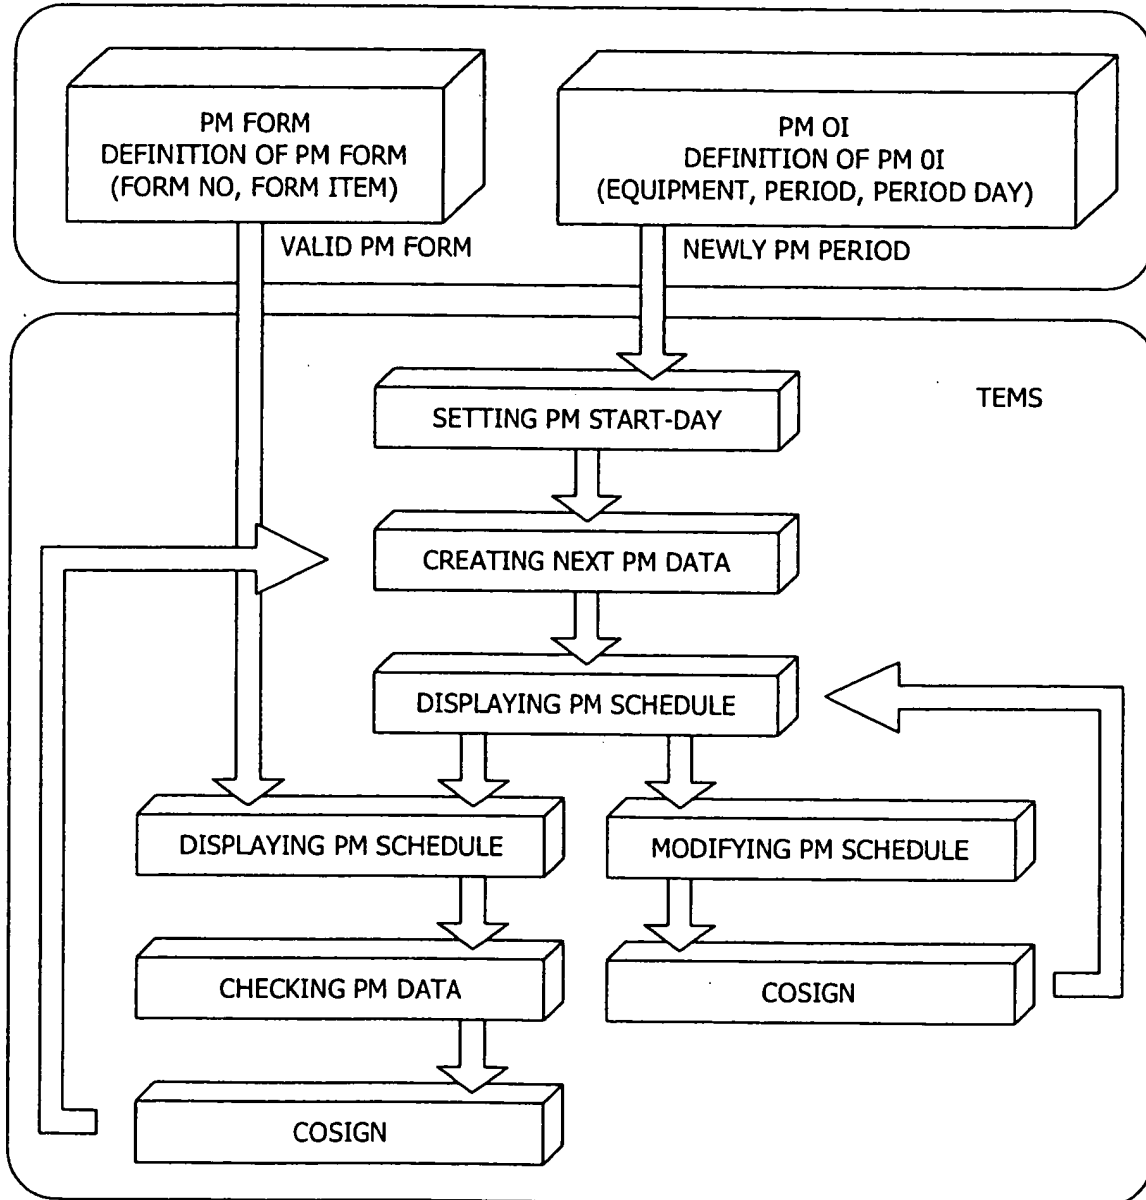 PM FORM
DEFINITION OF PM FORM
(FORM NO, FORM ITEM)
PM OI
DEFINITION OF PM 0I
(EQUIPMENT, PERIOD, PERIOD DAY)
VALID PM FORM
NEWLY PM PERIOD
TEMS
SETTING PM START-DAY
CREATING NEXT PM DATA
DISPLAYING PM SCHEDULE
DISPLAYING PM SCHEDULE
MODIFYING PM SCHEDULE
CHECKING PM DATA
COSIGN
COSIGN